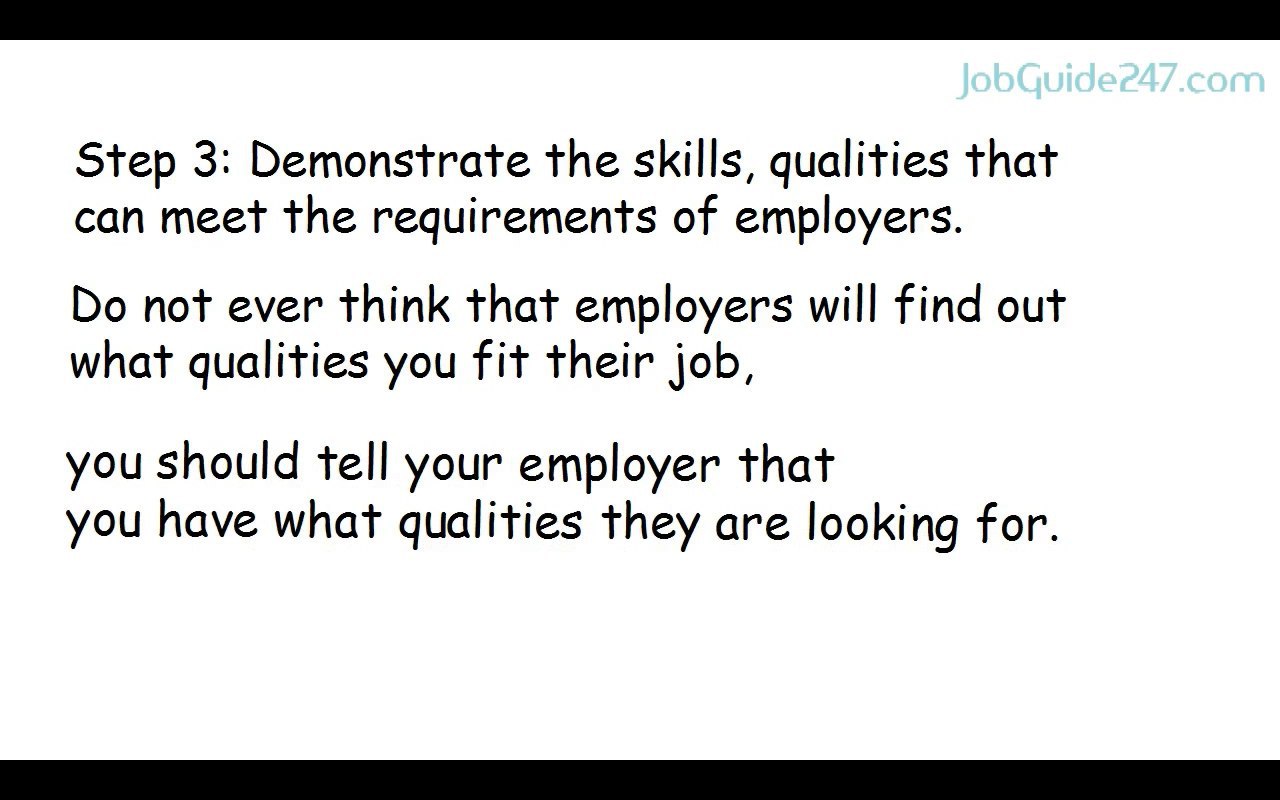 JobGuide247.com
Step 3: Demonstrate the skills, qualities that
can meet the requirements of employers.
Do not ever think that employers will find out
what qualities you fit their job,
you should tell your employer that
you have what qualities they are looking for.